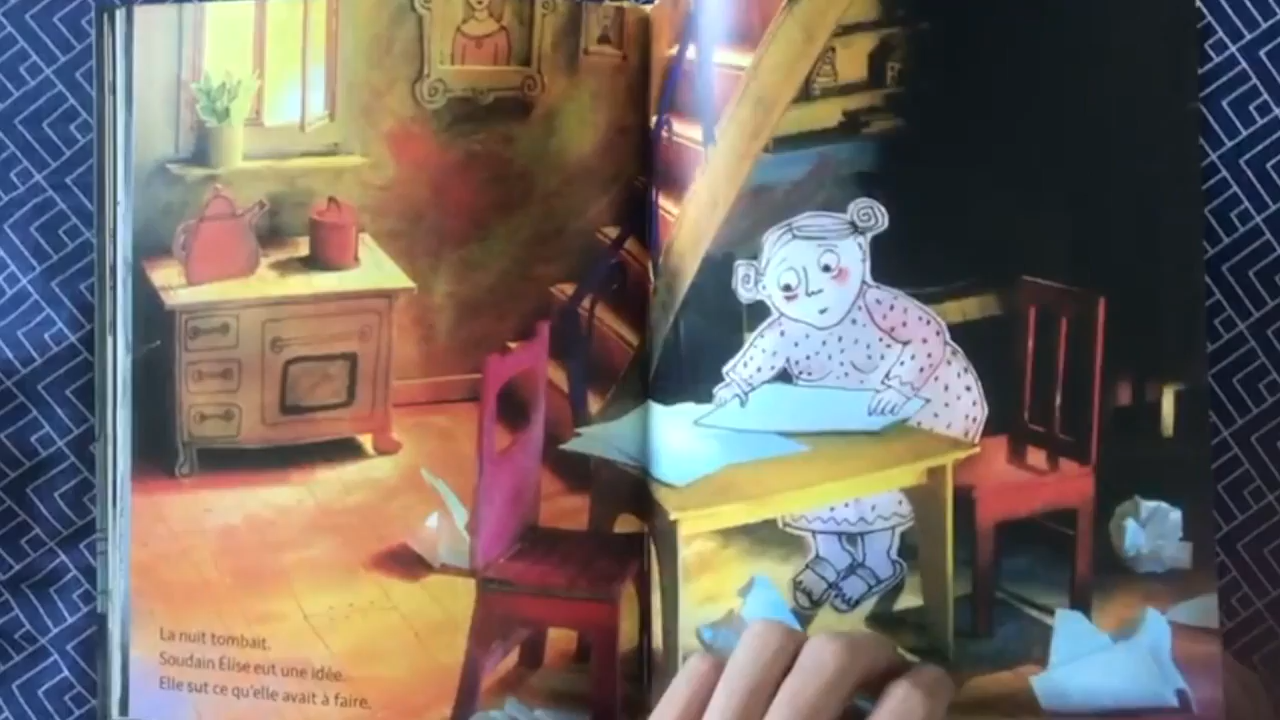 La nuit tombait.
Soudain Élise eut une idée.
Elle sut ce qu'elle avait à faire.